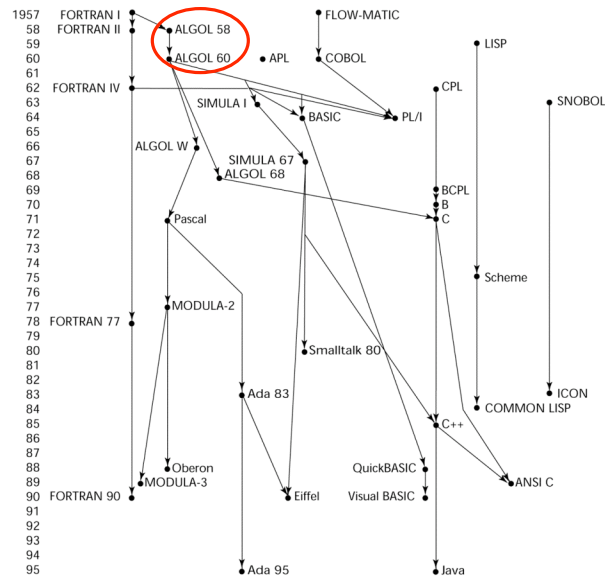 1957 FORTRAN I FLOW-MATIC
58 FORTRAN II ALGOL 58
59 LISP
60 ALGOL 60 APL COBOL
61
62 FORTRAN IV CPL
63 SIMULA I SNOBOL
64 BASIC PL/I
65
66 ALGOL W
67 SIMULA 67
68 ALGOL 68
69 BCPL
70 B
71 Pascal C
72
73
74
75 Scheme
76
77 MODULA-2
78 FORTRAN 77
79
80 Smalltalk 80
81
82
83 Ada 83 ICON
84 COMMON LISP
85 C++
86
87
88 Oberon QuickBASIC
89 MODULA-3 ANSI C
90 FORTRAN 90 Eiffel Visual BASIC
91
92
93
94
95 Ada 95 Java